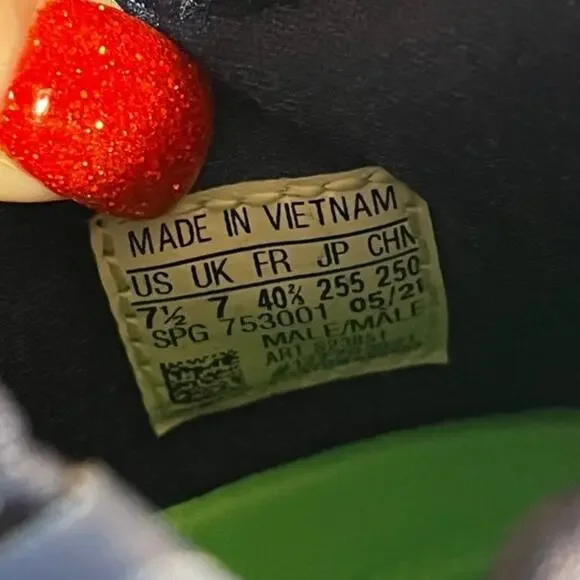 MADE IN VIETNAM
US UK FR JP CHN
7½ 7 40⅔ 255 250
SPG 753001 05/21
MALE/MALE
ART